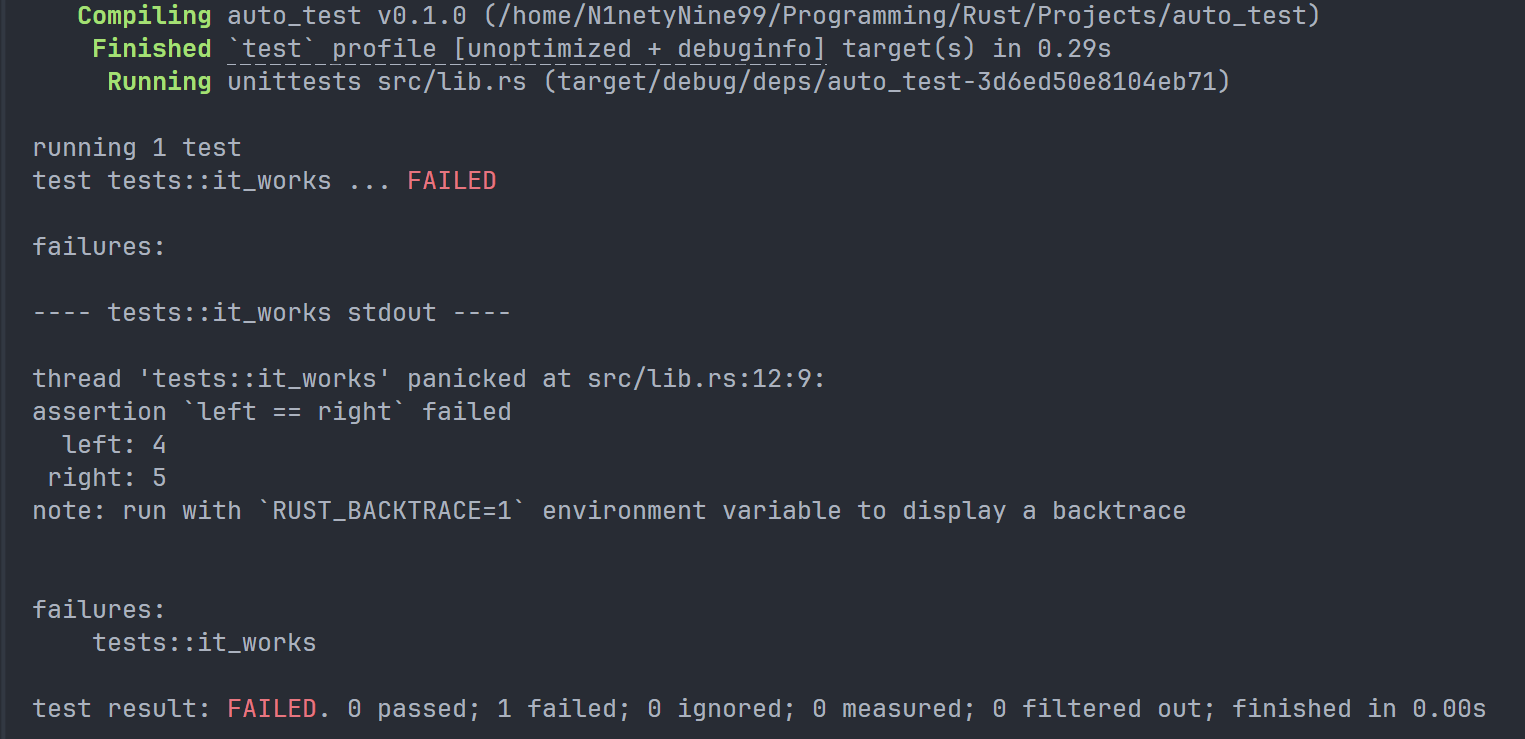 Compiling auto_test v0.1.0 (/home/N1netyNine99/Programming/Rust/Projects/auto_test)
Finished `test` profile [unoptimized + debuginfo] target(s) in 0.29s
Running unittests src/lib.rs (target/debug/deps/auto_test-3d6ed50e8104eb71)
running 1 test
test tests::it_works ... FAILED
failures:
---- tests::it_works stdout ----
thread 'tests::it_works' panicked at src/lib.rs:12:9:
assertion `left == right` failed
left: 4
right: 5
note: run with `RUST_BACKTRACE=1` environment variable to display a backtrace
failures:
tests::it_works
test result: FAILED. 0 passed; 1 failed; 0 ignored; 0 measured; 0 filtered out; finished in 0.00s